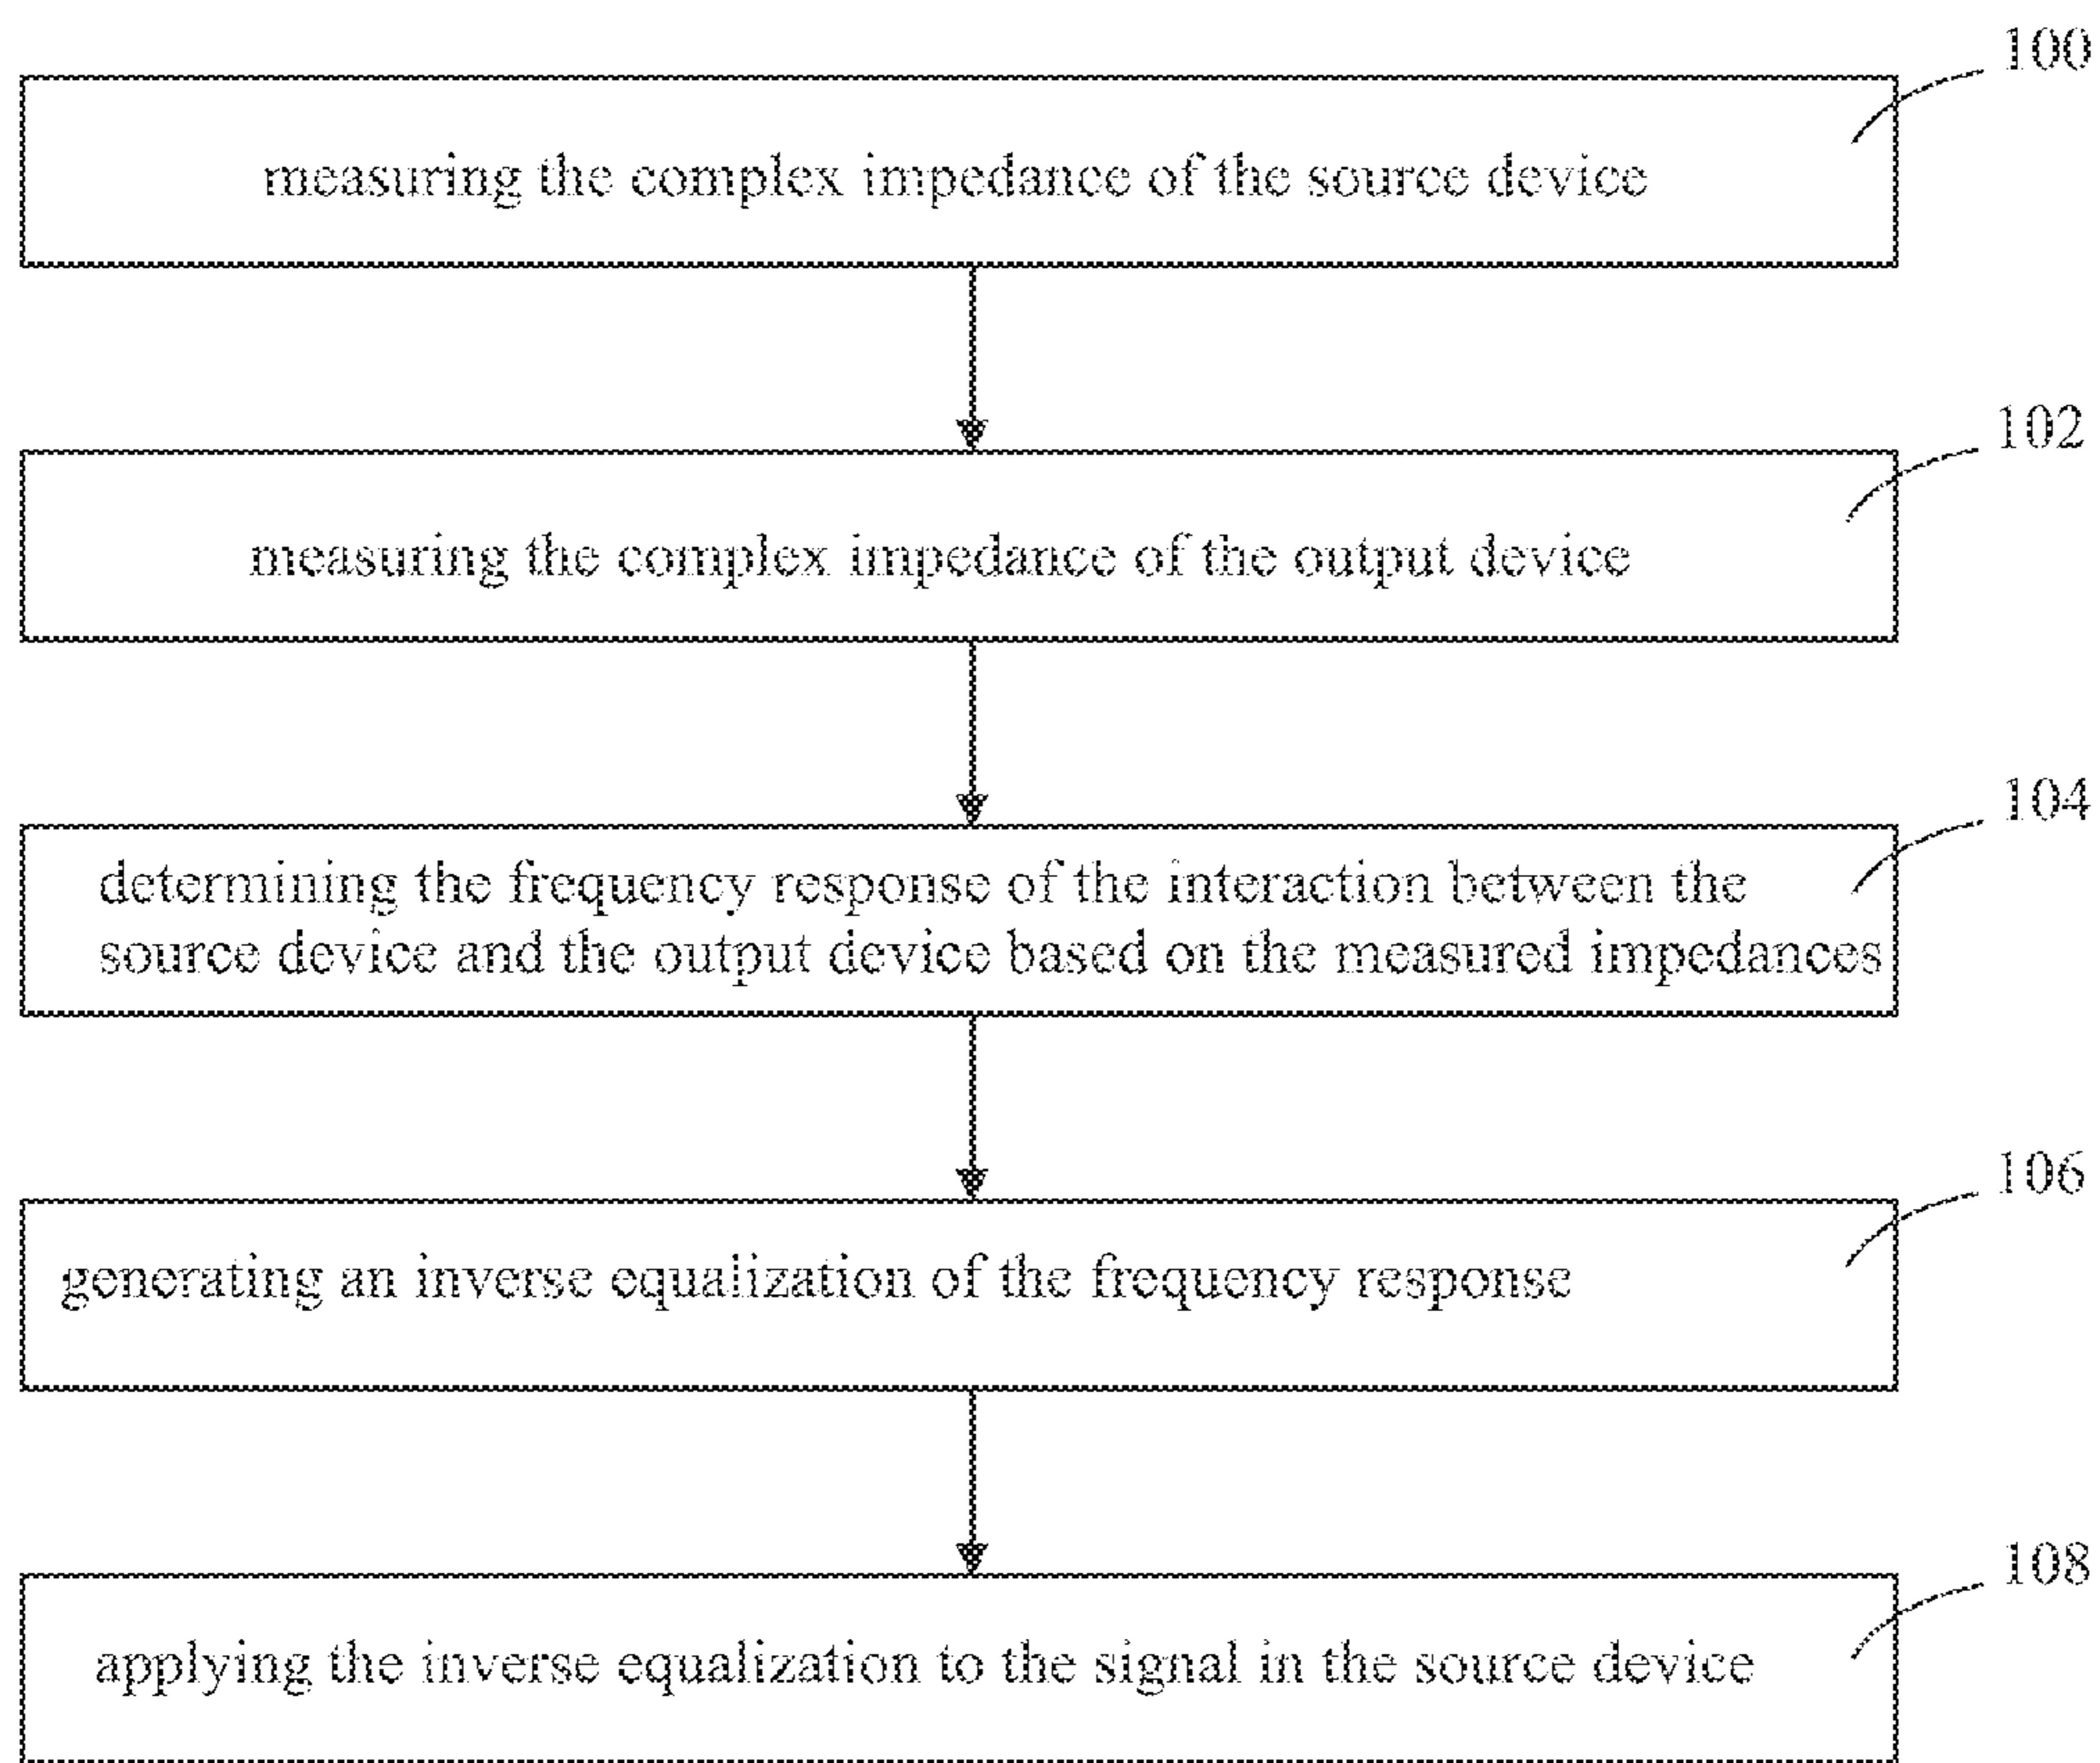 100
measuring the complex impedance of the source device
102
measuring the complex impedance of the output device
104
determining the frequency response of the interaction between the
source device and the output device based on the measured impedances
106
generating an inverse equalization of the frequency response
108
applying the inverse equalization to the signal in the source device